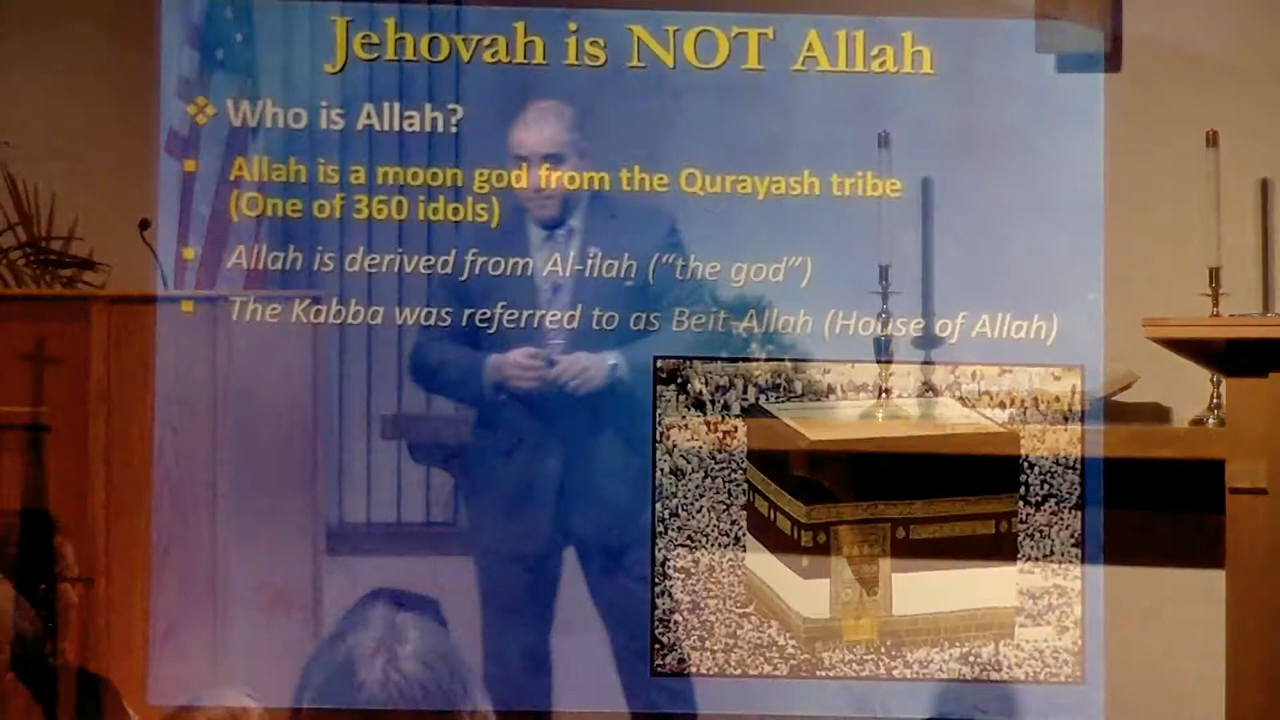 Jehovah is NOT Allah
Who is Allah?
Allah is a moon god from the Qurayash tribe
(One of 360 idols)
Allah is derived from Al-ilah ("the god")
The Kabba was referred to as Beit-Allah (House of Allah)